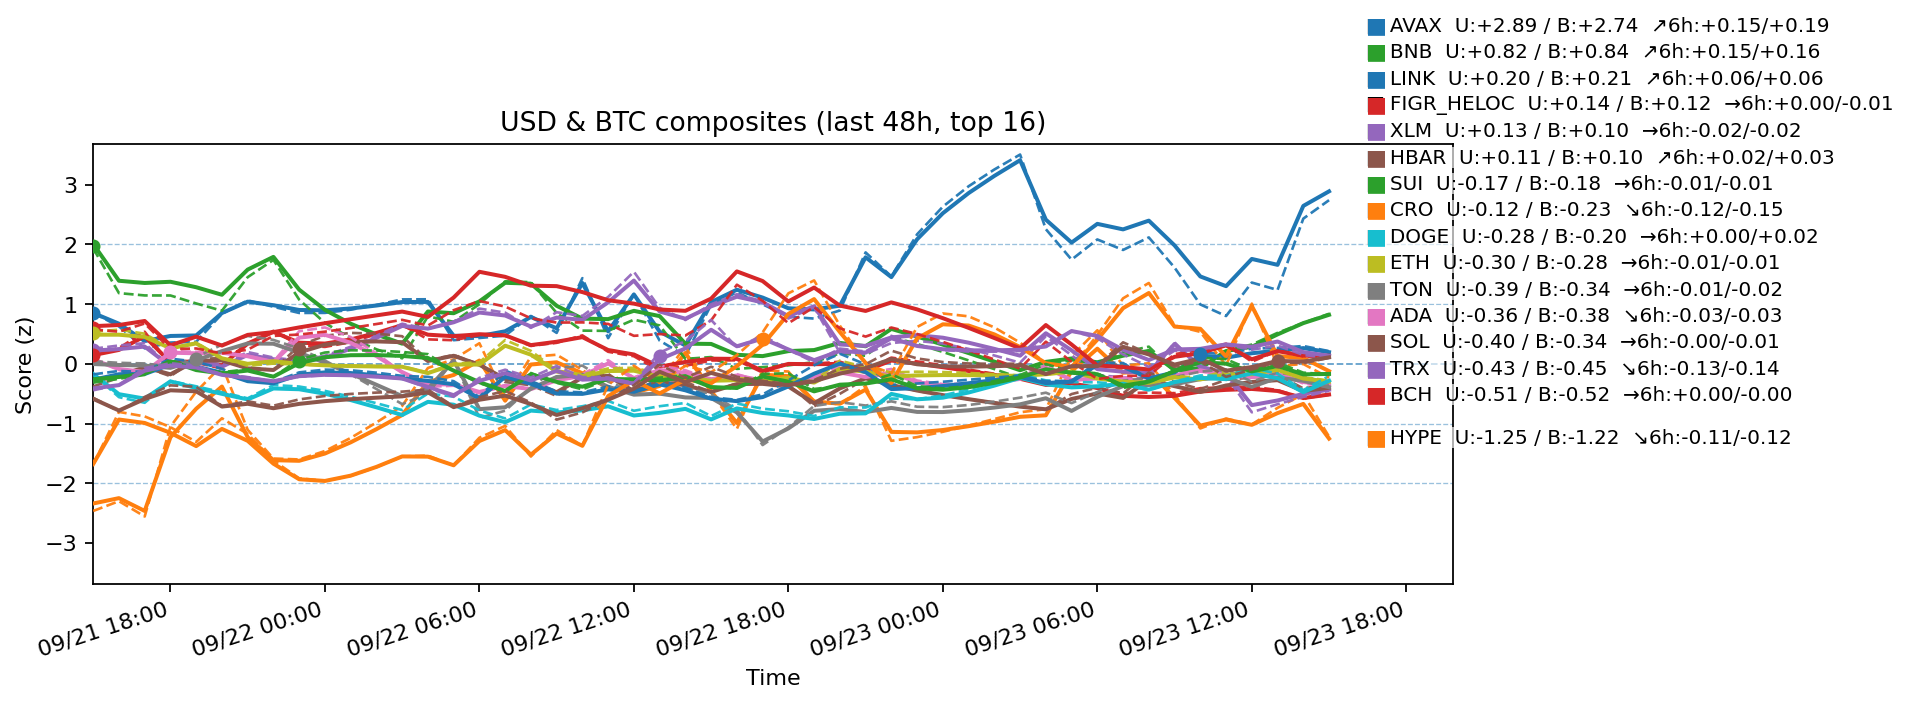 AVAX  U:+2.89 / B:+2.74  ↗6h:+0.15/+0.19
BNB  U:+0.82 / B:+0.84  ↗6h:+0.15/+0.16
LINK  U:+0.20 / B:+0.21  ↗6h:+0.06/+0.06
FIGR_HELOC  U:+0.14 / B:+0.12  →6h:+0.00/-0.01
XLM  U:+0.13 / B:+0.10  →6h:-0.02/-0.02
HBAR  U:+0.11 / B:+0.10  ↗6h:+0.02/+0.03
SUI  U:-0.17 / B:-0.18  →6h:-0.01/-0.01
CRO  U:-0.12 / B:-0.23  ↘6h:-0.12/-0.15
DOGE  U:-0.28 / B:-0.20  →6h:+0.00/+0.02
ETH  U:-0.30 / B:-0.28  →6h:-0.01/-0.01
TON  U:-0.39 / B:-0.34  →6h:-0.01/-0.02
ADA  U:-0.36 / B:-0.38  ↘6h:-0.03/-0.03
SOL  U:-0.40 / B:-0.34  →6h:-0.00/-0.01
TRX  U:-0.43 / B:-0.45  ↘6h:-0.13/-0.14
BCH  U:-0.51 / B:-0.52  →6h:+0.00/-0.00
HYPE  U:-1.25 / B:-1.22  ↘6h:-0.11/-0.12
USD & BTC composites (last 48h, top 16)
Score (z)
3
2
1
0
−1
−2
−3
09/21 18:00
09/22 00:00
09/22 06:00
09/22 12:00
09/22 18:00
09/23 00:00
09/23 06:00
09/23 12:00
09/23 18:00
Time